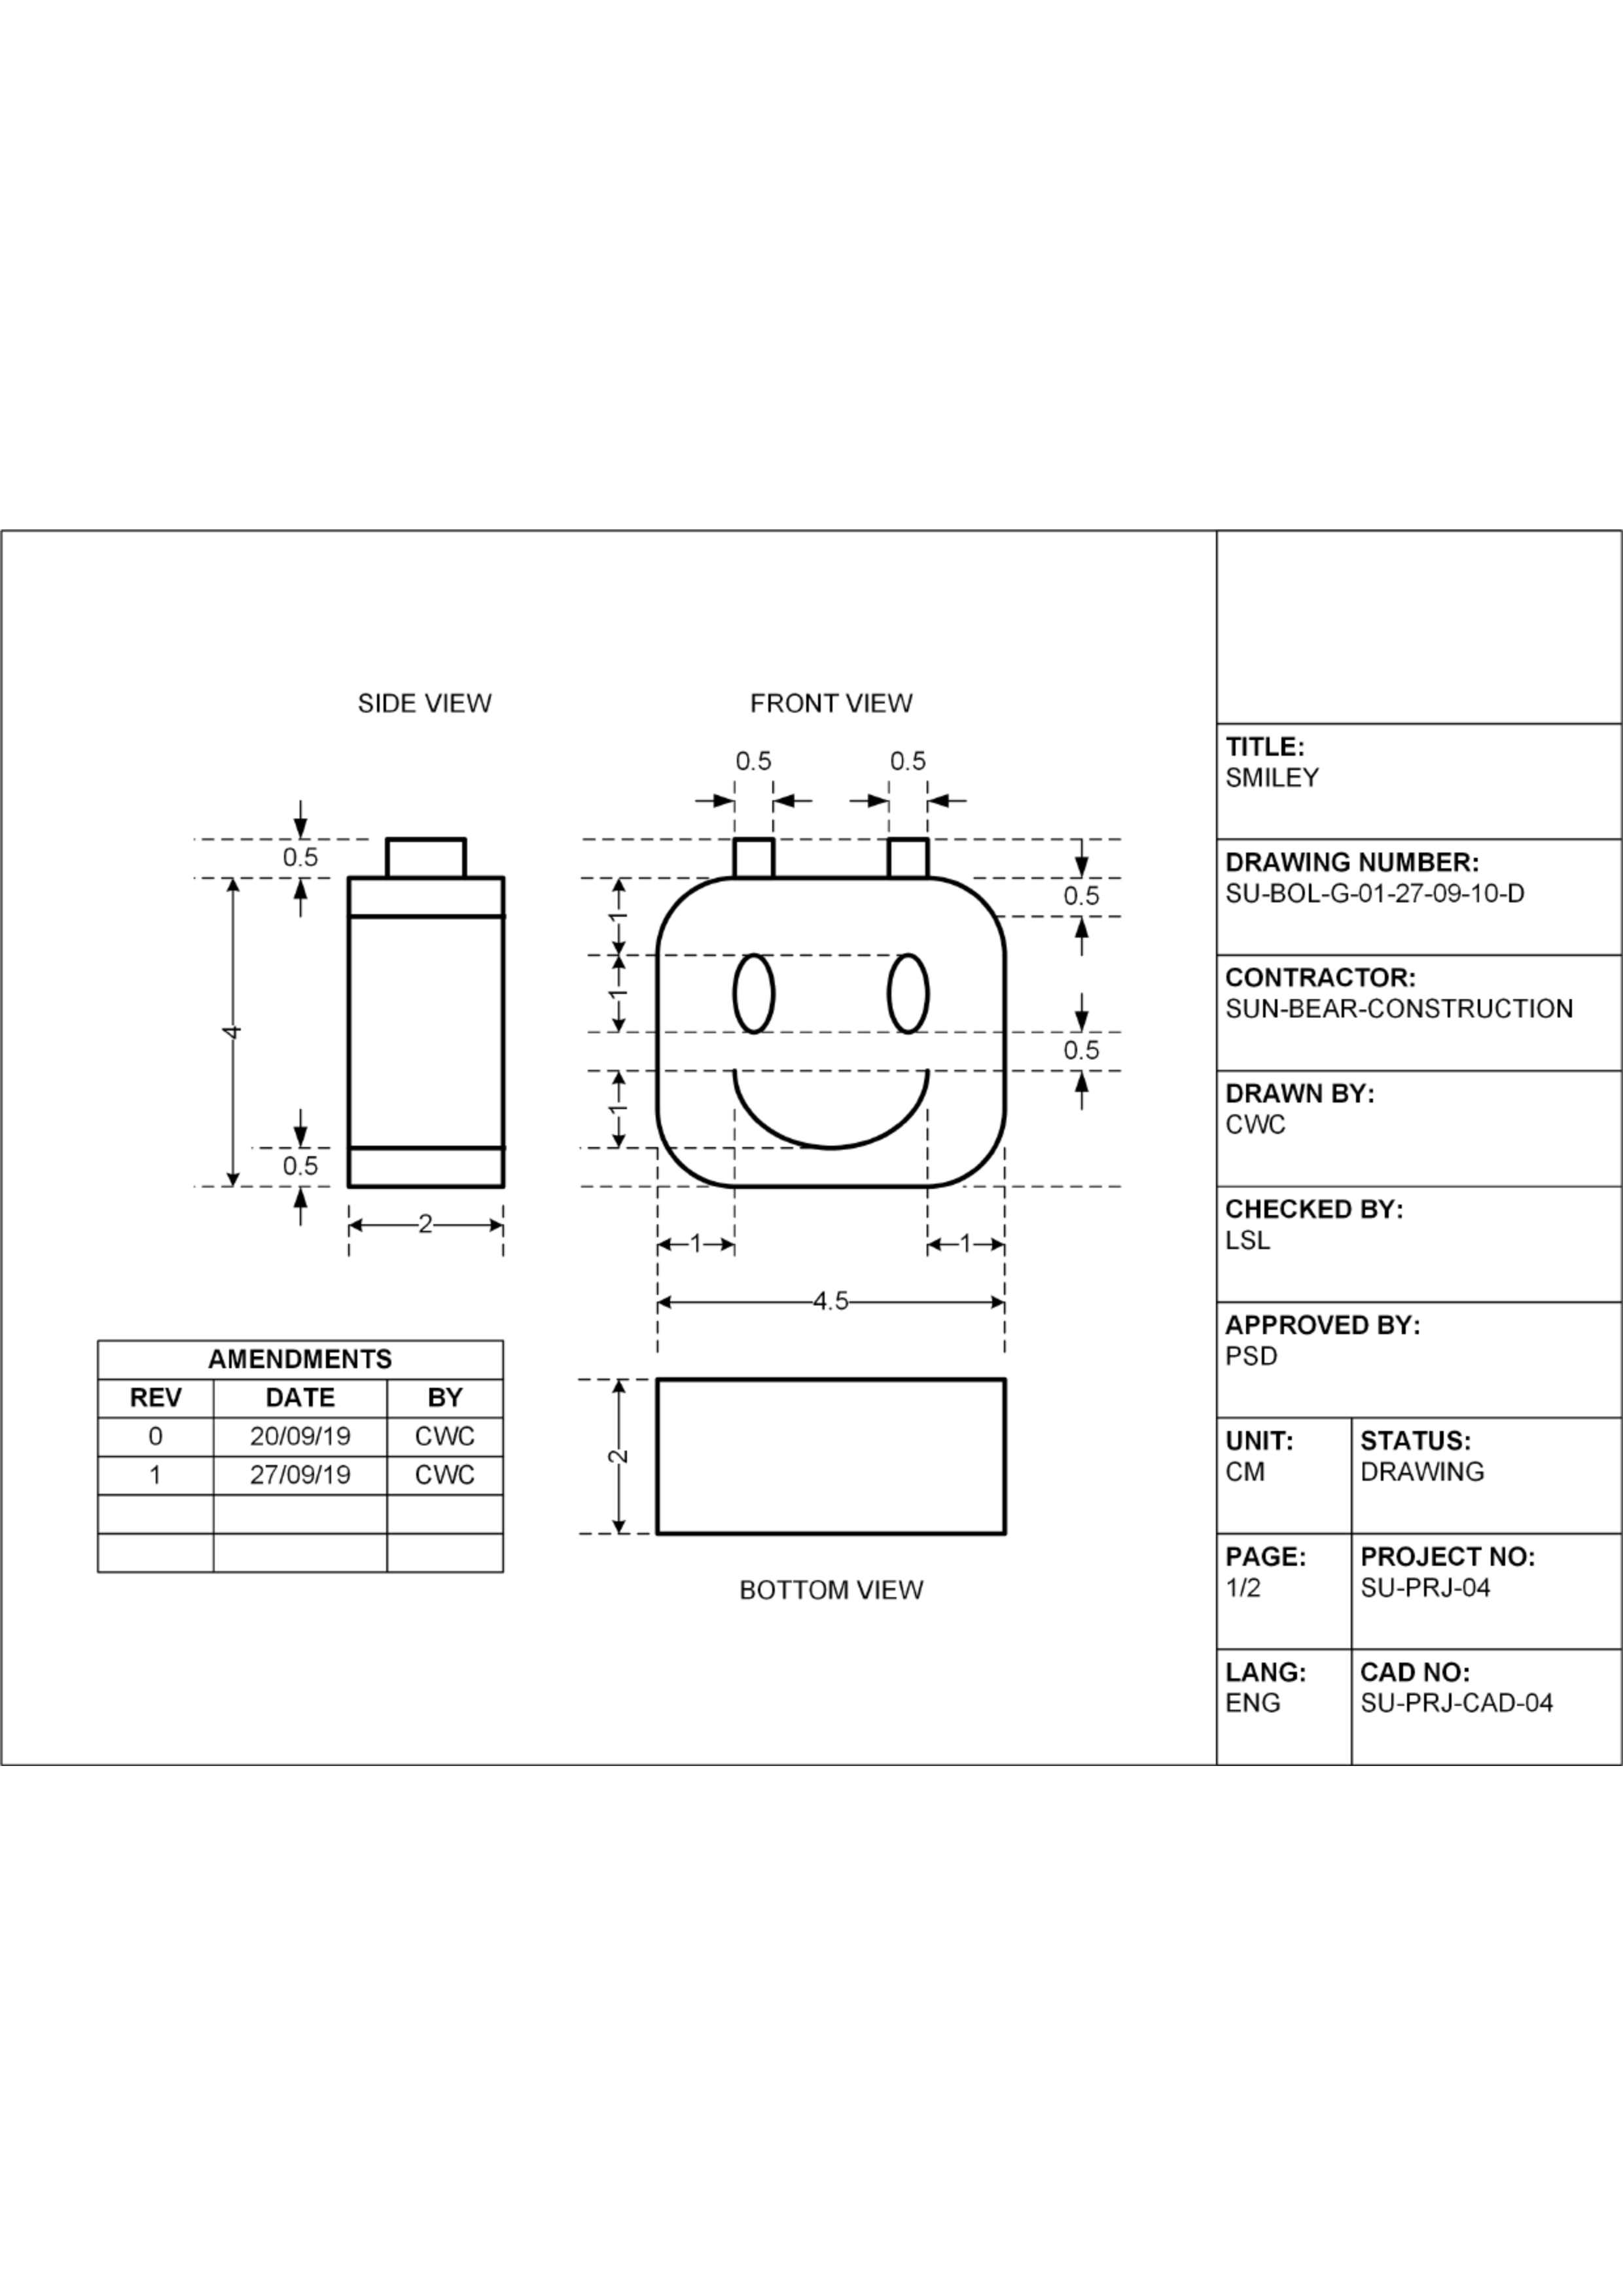 SIDE VIEW
FRONT VIEW
0.5
0.5
0.5
4
0.5
2
1
1
1
0.5
0.5
1
1
4.5
2
BOTTOM VIEW
AMENDMENTS
REV DATE BY
0 20/09/19 CWC
1 27/09/19 CWC
TITLE:
SMILEY
DRAWING NUMBER:
SU-BOL-G-01-27-09-10-D
CONTRACTOR:
SUN-BEAR-CONSTRUCTION
DRAWN BY:
CWC
CHECKED BY:
LSL
APPROVED BY:
PSD
UNIT: STATUS:
CM DRAWING
PAGE: PROJECT NO:
1/2 SU-PRJ-04
LANG: CAD NO:
ENG SU-PRJ-CAD-04